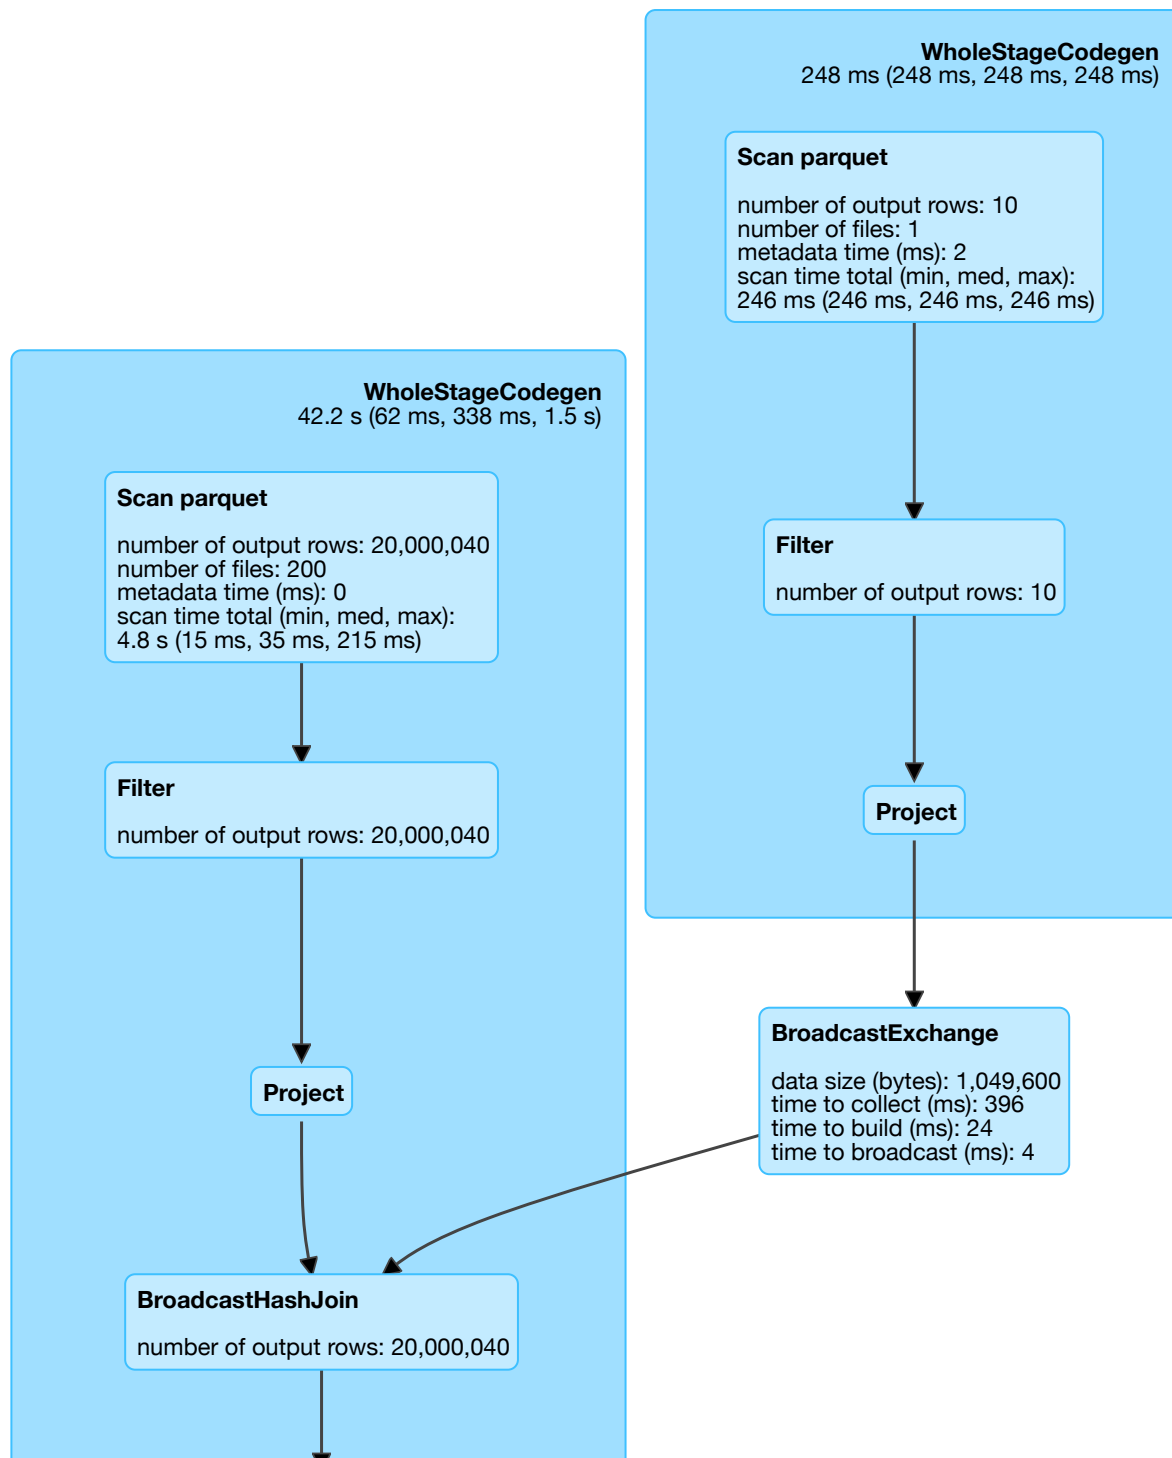 WholeStageCodegen
248 ms (248 ms, 248 ms, 248 ms)
Scan parquet
number of output rows: 10
number of files: 1
metadata time (ms): 2
scan time total (min, med, max):
246 ms (246 ms, 246 ms, 246 ms)
Filter
number of output rows: 10
Project
BroadcastExchange
data size (bytes): 1,049,600
time to collect (ms): 396
time to build (ms): 24
time to broadcast (ms): 4
WholeStageCodegen
42.2 s (62 ms, 338 ms, 1.5 s)
Scan parquet
number of output rows: 20,000,040
number of files: 200
metadata time (ms): 0
scan time total (min, med, max):
4.8 s (15 ms, 35 ms, 215 ms)
Filter
number of output rows: 20,000,040
Project
BroadcastHashJoin
number of output rows: 20,000,040